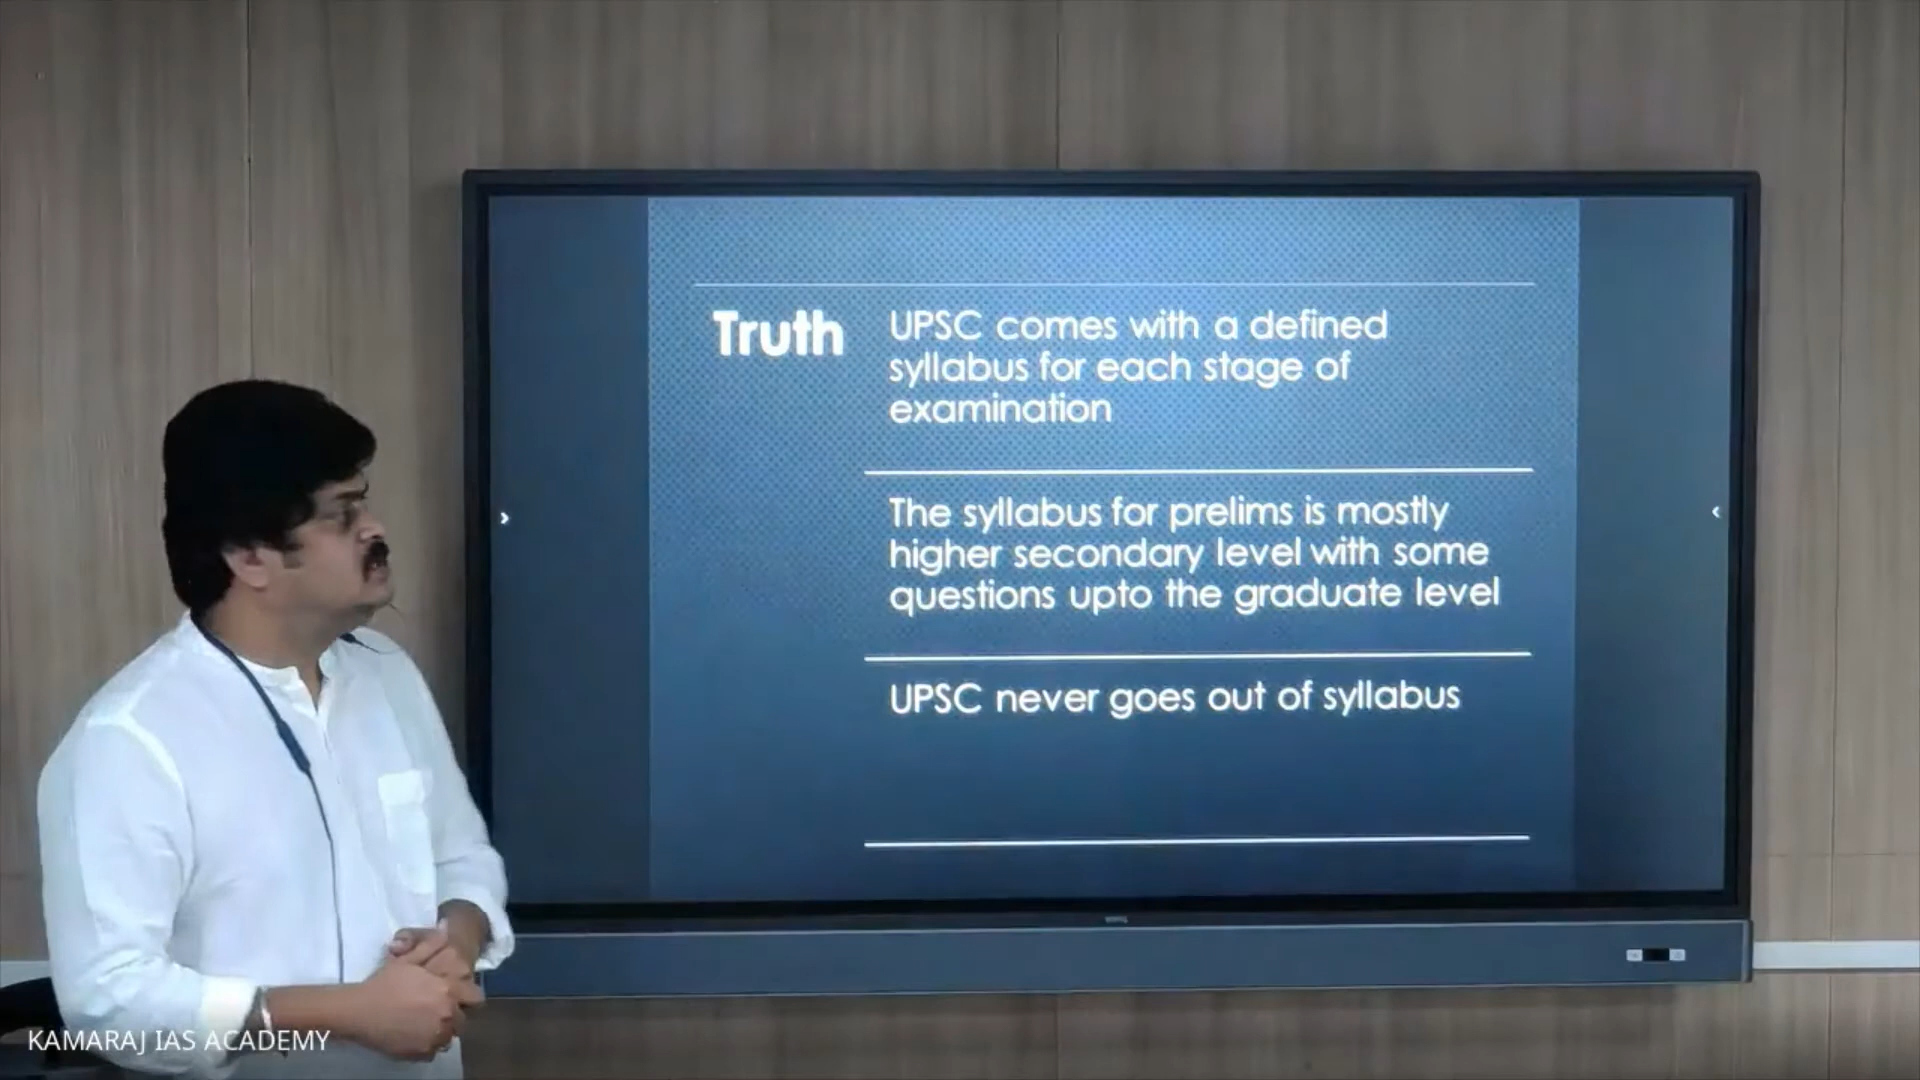 Truth
UPSC comes with a defined
syllabus for each stage of
examination
The syllabus for prelims is mostly
higher secondary level with some
questions upto the graduate level
UPSC never goes out of syllabus
KAMARAJ IAS ACADEMY